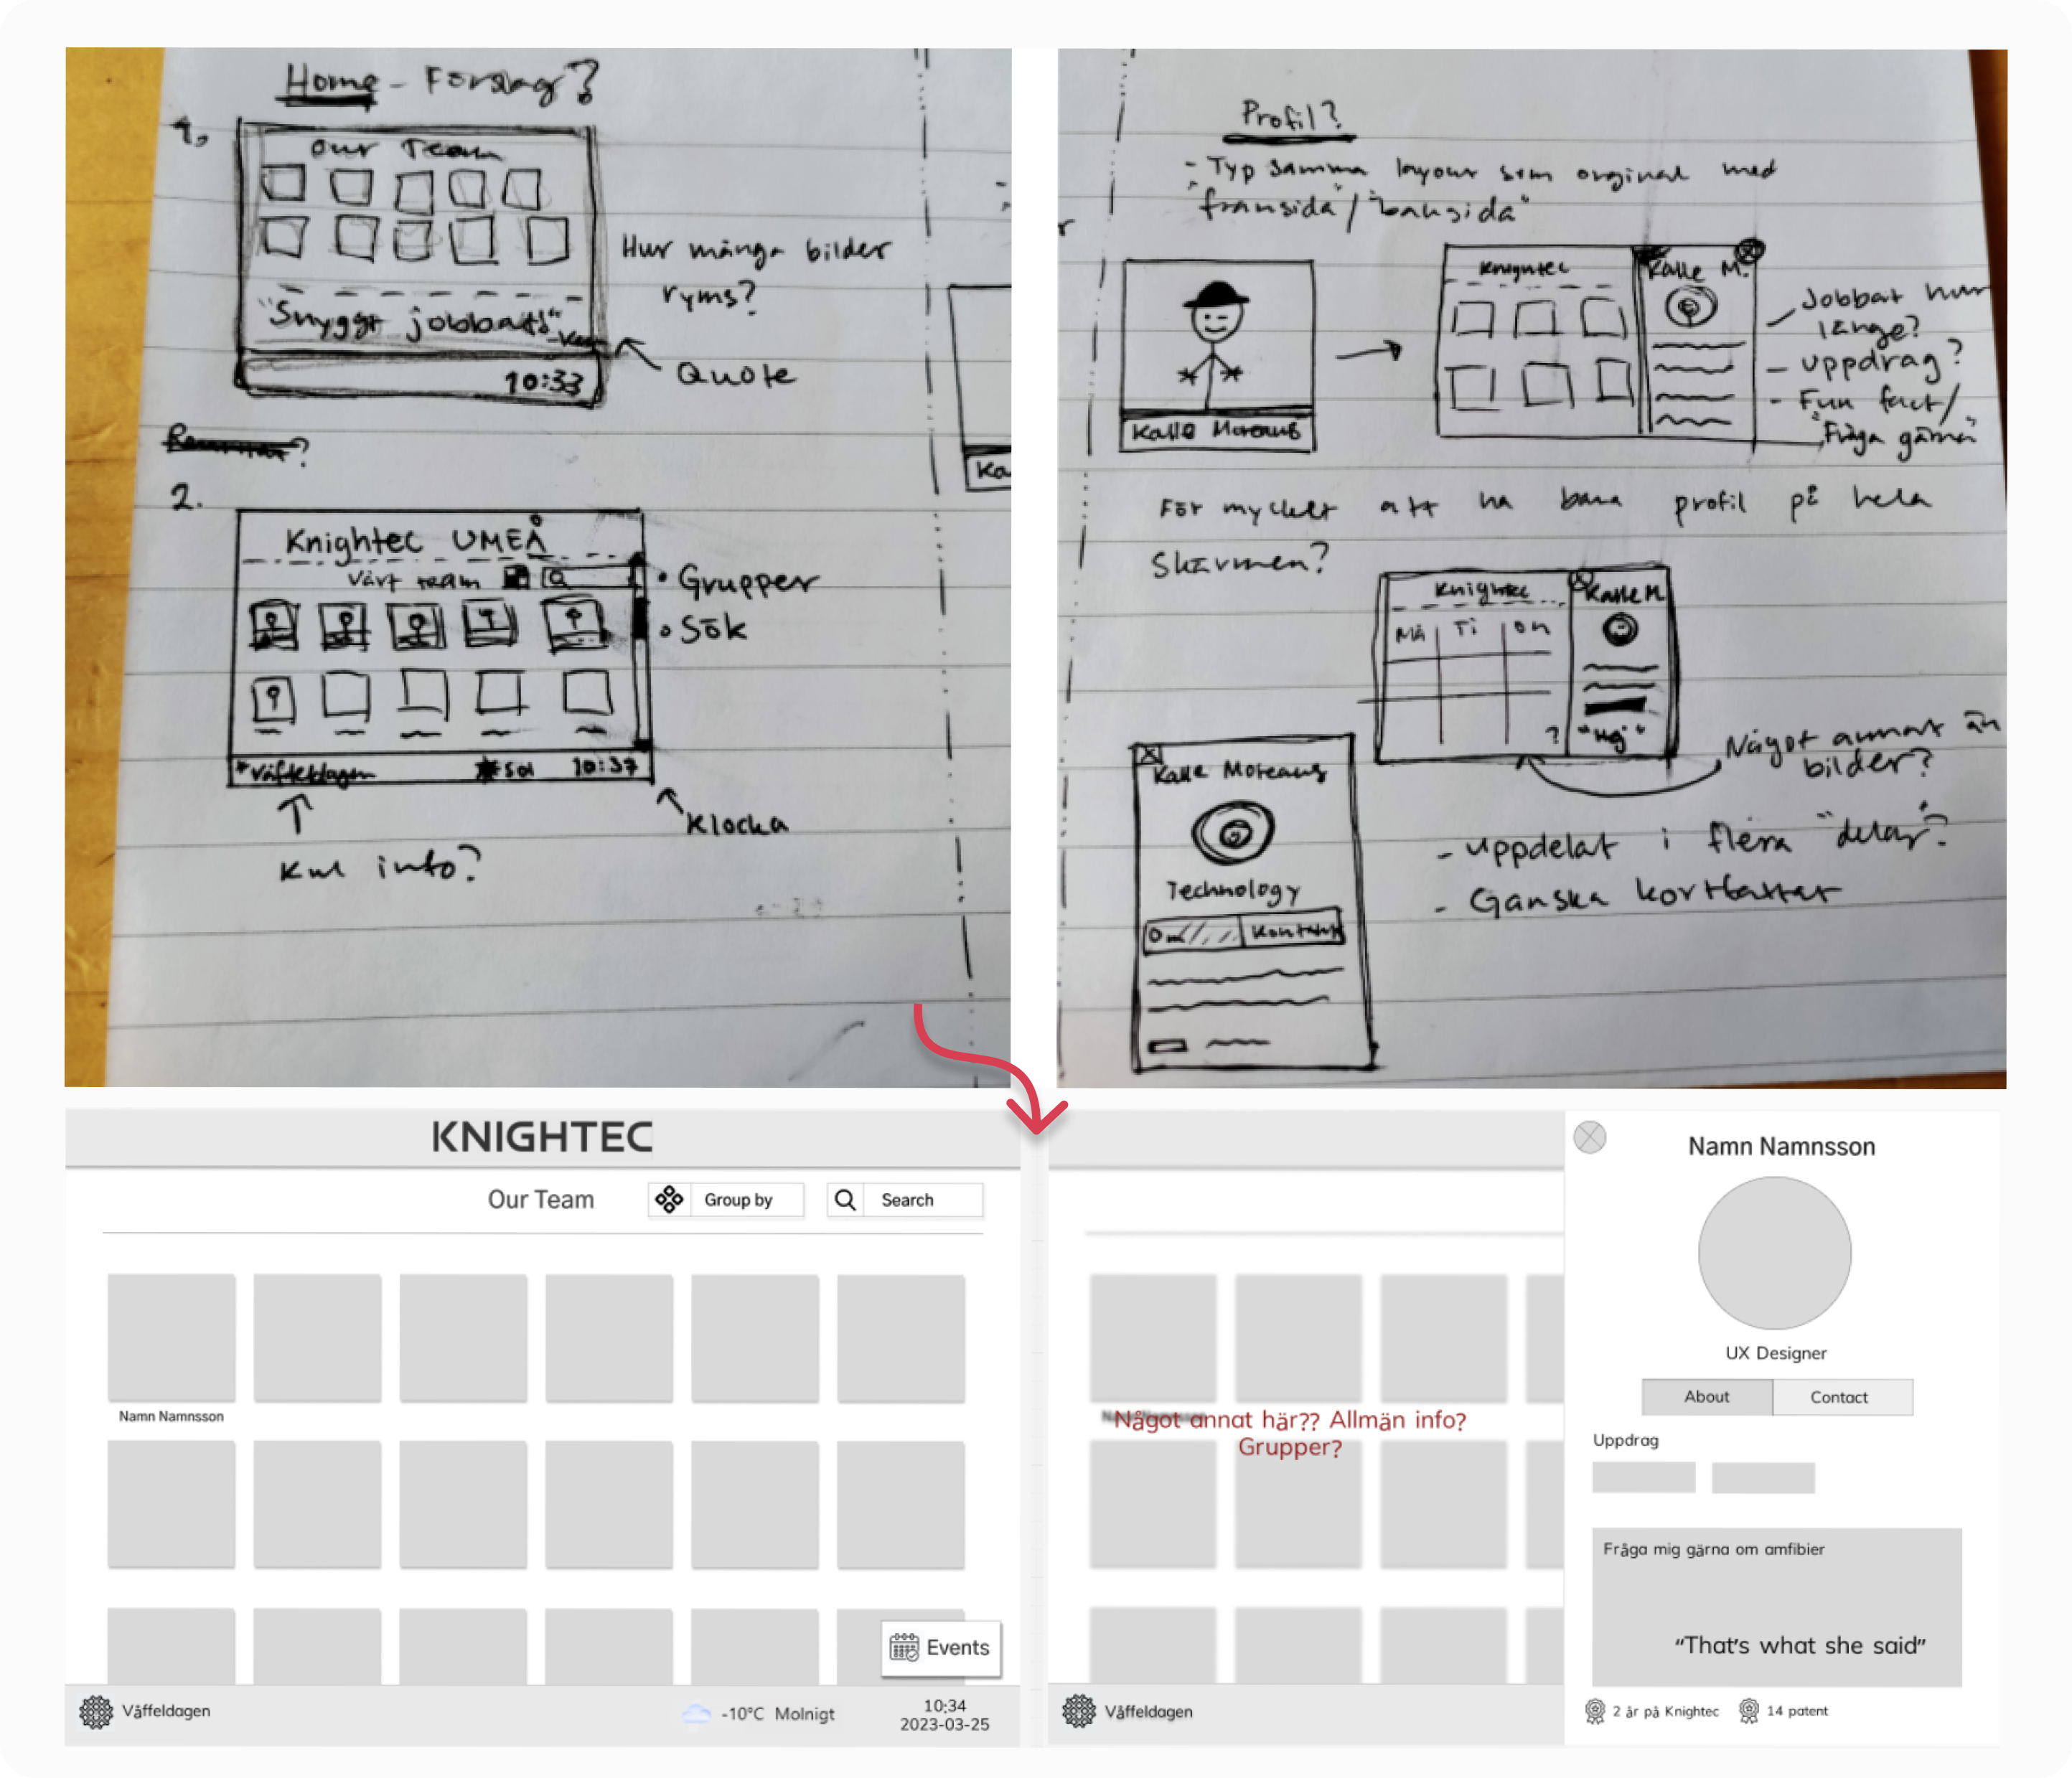 Home - Förslag?
1.
Our Team
Hur många bilder
ryms?
"Snyggt jobbat!"
10:33
Quote
?
2.
Knightec UMEÅ
Vårt team
• Grupper
• Sök
*Våffeldagen
Sol
10:37
Klocka
Kul info?
Ka
Profil?
- Typ samma layout som orginal med
"framsida"/"baksida"
Kalle Moreaus
Knightec
Kalle M.
Jobbat hur
länge?
- Uppdrag?
- Fun fact/
"Fråga gärna"
För mycket att ha bara profil på hela
Skärmen?
Knightec
Kalle M
Må Ti On
?
Något annat än
bilder?
Kalle Moreaus
Technology
Om
Kontakt
- Uppdelat i flera "delar"?
- Ganska kortfattat
KNIGHTEC
Our Team
Group by
Search
Namn Namnsson
Events
Våffeldagen
-10°C Molnigt
10:34
2023-03-25
Något annat här?? Allmän info?
Grupper?
Våffeldagen
Namn Namnsson
UX Designer
About
Contact
Uppdrag
Fråga mig gärna om amfibier
"That's what she said"
2 år på Knightec
14 patent